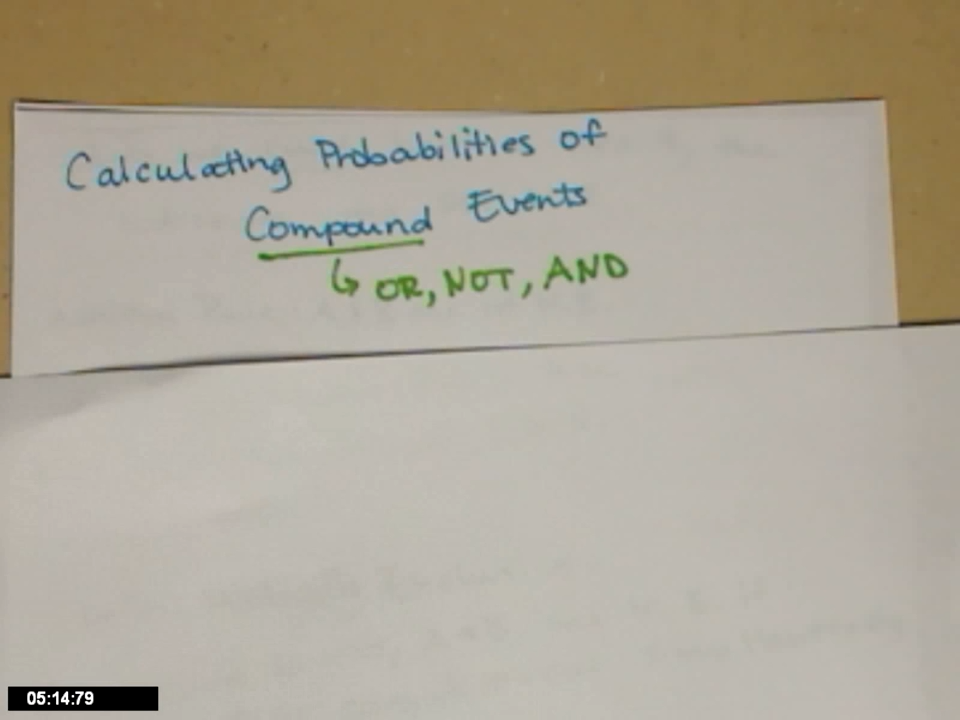 Calculating Probabilities of
Compound Events
↳ OR, NOT, AND
05:14:79